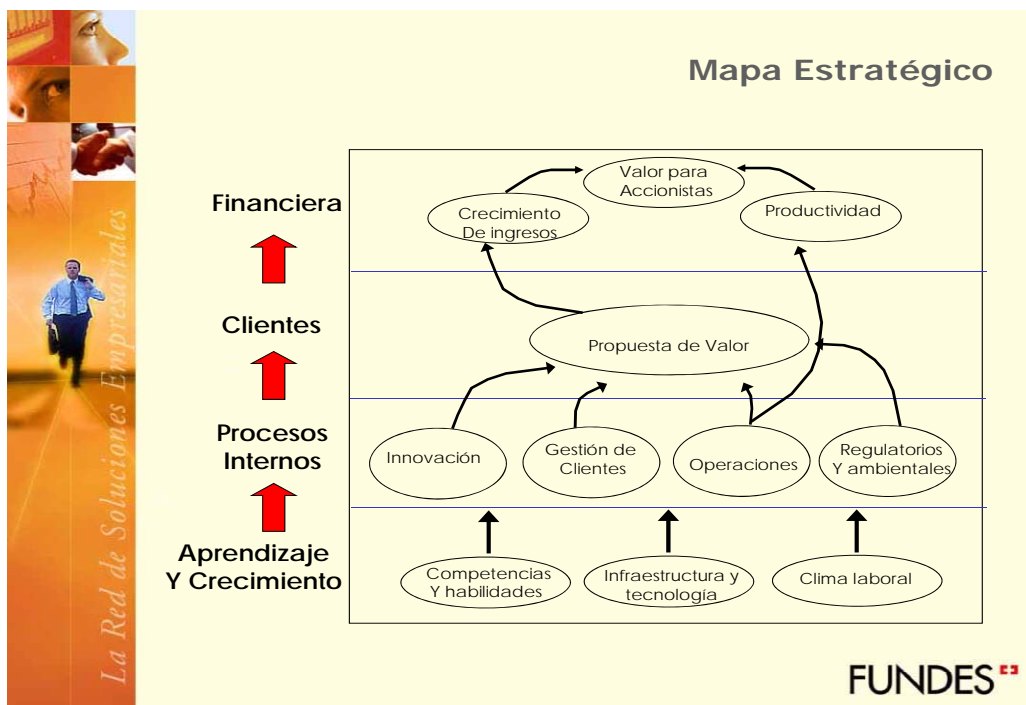 Mapa Estratégico
Financiera
Valor para
Accionistas
Crecimiento
De ingresos
Productividad
Clientes
Propuesta de Valor
Procesos
Internos
Innovación
Gestión de
Clientes
Operaciones
Regulatorios
Y ambientales
Aprendizaje
Y Crecimiento
Competencias
Y habilidades
Infraestructura y
tecnología
Clima laboral
La Red de Soluciones Empresariales
FUNDES